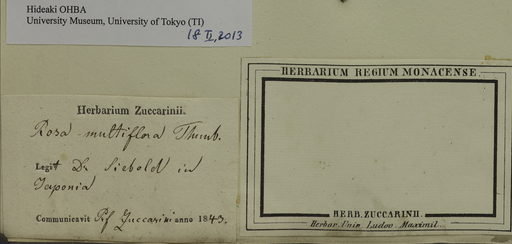 Hideaki OHBA
University Museum, University of Tokyo (TI)
18 II, 2013
Herbarium Zuccarinii.
Rosa multiflora Thunb.
Legit Dr Siebold in
Japonia
Communicavit Prof Zuccarini anno 1843.
HERBARIUM REGIUM MONACENSE.
HERB. ZUCCARINII.
Herbar. Univ. Ludov. Maximil.